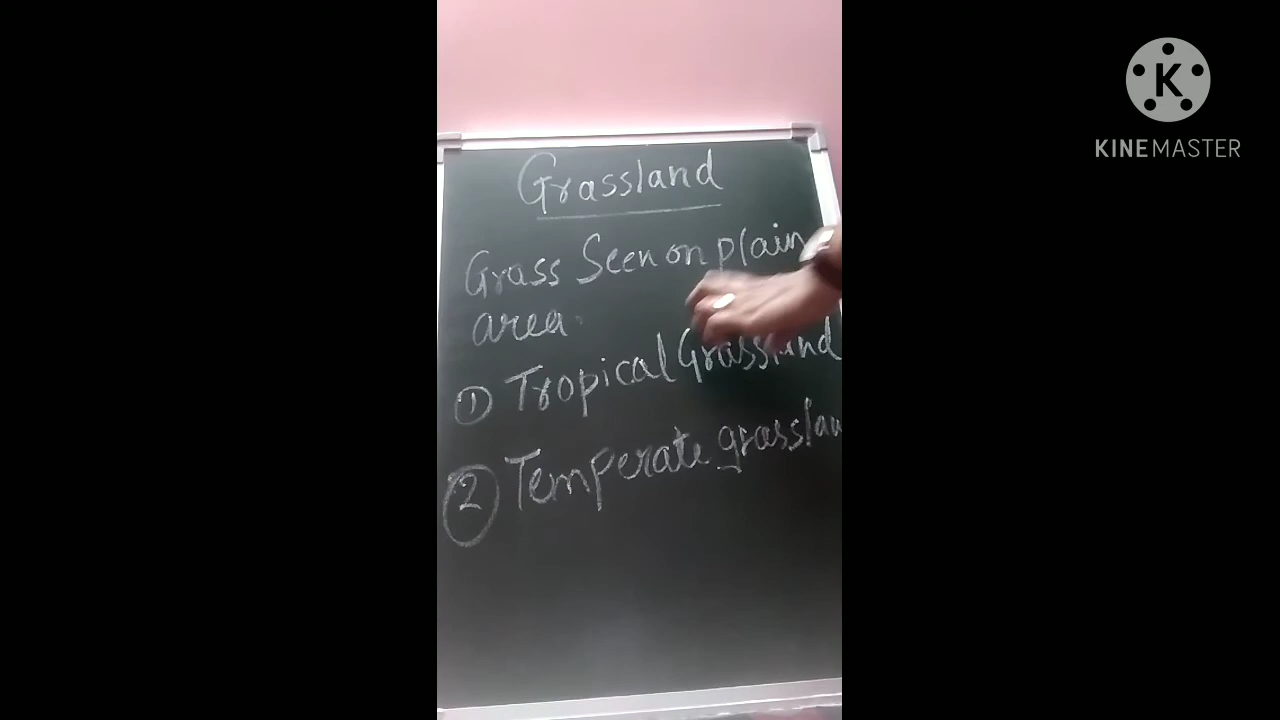 Grassland
Grass Seen on plain
area.
① Tropical Grassland
② Temperate grasslan
K
KINEMASTER